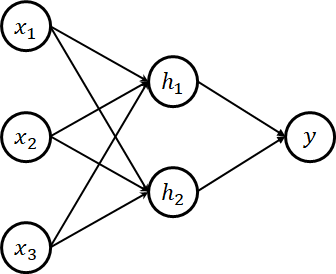 x₁
h₁
x₂
y
h₂
x₃